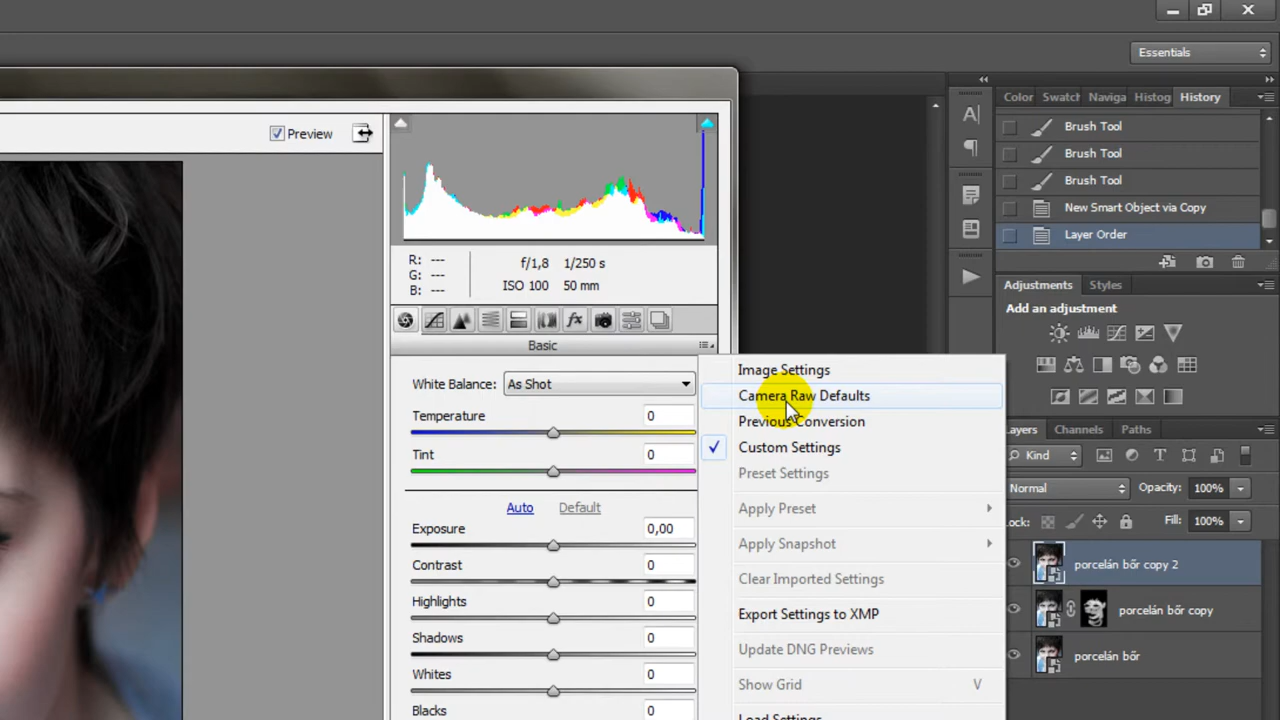 Essentials
Color Swatch Naviga Histog History
Preview
Brush Tool
Brush Tool
Brush Tool
New Smart Object via Copy
Layer Order
R: ---
G: ---
B: ---
f/1,8 1/250 s
ISO 100 50 mm
Adjustments Styles
Add an adjustment
fx
Basic
White Balance: As Shot
Temperature 0
Tint 0
Auto Default
Exposure 0,00
Contrast 0
Highlights 0
Shadows 0
Whites 0
Blacks 0
Image Settings
Camera Raw Defaults
Previous Conversion
Custom Settings
Preset Settings
Apply Preset
Apply Snapshot
Clear Imported Settings
Export Settings to XMP
Update DNG Previews
Show Grid V
Load Settings
ayers Channels Paths
Kind
Normal Opacity: 100%
ock: Fill: 100%
porcelán bőr copy 2
porcelán bőr copy
porcelán bőr